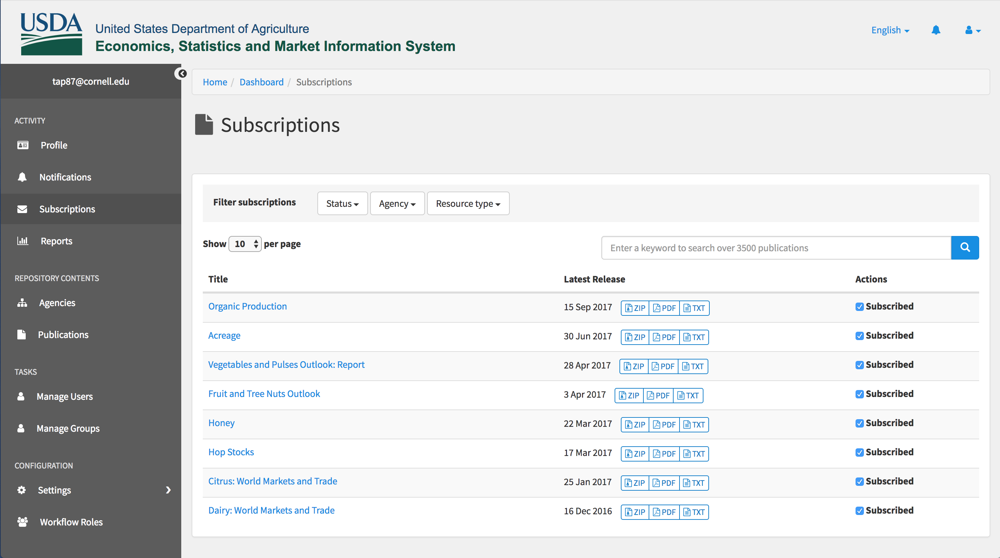 USDA
United States Department of Agriculture
Economics, Statistics and Market Information System
English
tap87@cornell.edu
ACTIVITY
Profile
Notifications
Subscriptions
Reports
REPOSITORY CONTENTS
Agencies
Publications
TASKS
Manage Users
Manage Groups
CONFIGURATION
Settings
Workflow Roles
Home / Dashboard / Subscriptions
Subscriptions
Filter subscriptions Status Agency Resource type
Show 10 per page Enter a keyword to search over 3500 publications
Title Latest Release Actions
Organic Production 15 Sep 2017 ZIP PDF TXT Subscribed
Acreage 30 Jun 2017 ZIP PDF TXT Subscribed
Vegetables and Pulses Outlook: Report 28 Apr 2017 ZIP PDF TXT Subscribed
Fruit and Tree Nuts Outlook 3 Apr 2017 ZIP PDF TXT Subscribed
Honey 22 Mar 2017 ZIP PDF TXT Subscribed
Hop Stocks 17 Mar 2017 ZIP PDF TXT Subscribed
Citrus: World Markets and Trade 25 Jan 2017 ZIP PDF TXT Subscribed
Dairy: World Markets and Trade 16 Dec 2016 ZIP PDF TXT Subscribed